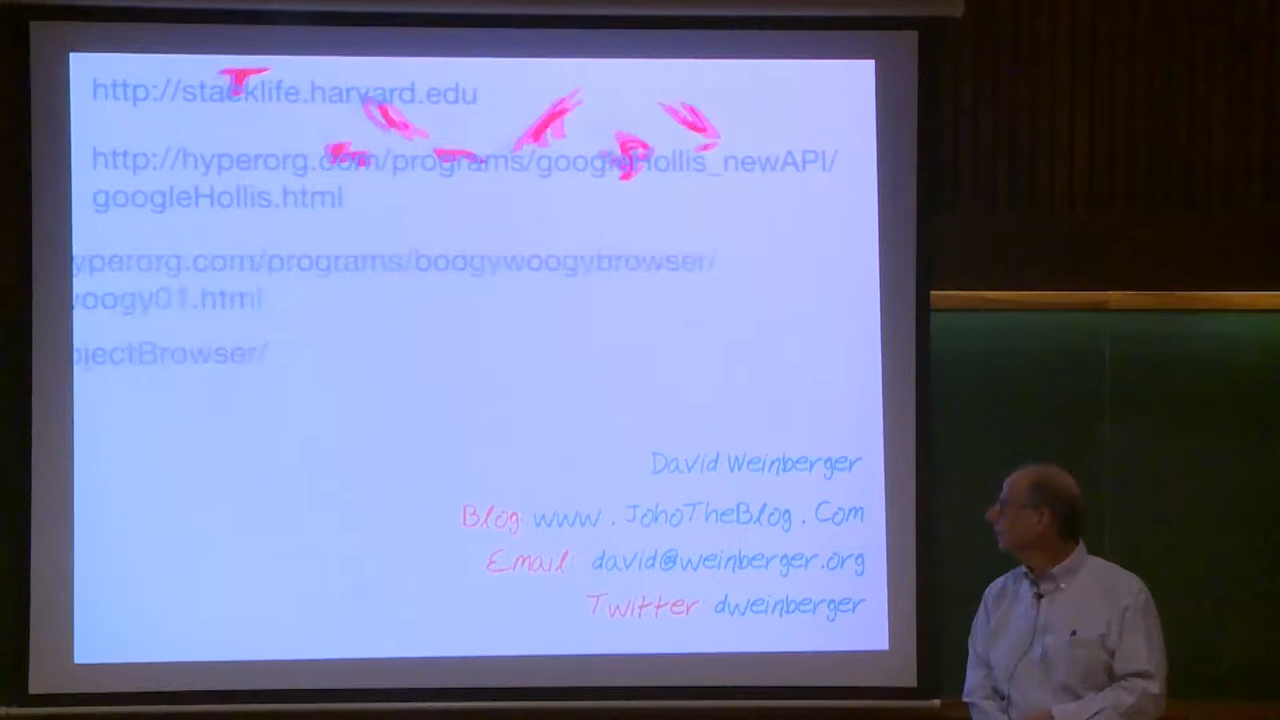 http://stacklife.harvard.edu
http://hyperorg.com/programs/googleHollis_newAPI/
googleHollis.html
yperorg.com/programs/boogywoogybrowser/
oogy01.html
jectBrowser/
David Weinberger
Blog: www.JohoTheBlog.Com
Email: david@weinberger.org
Twitter: dweinberger